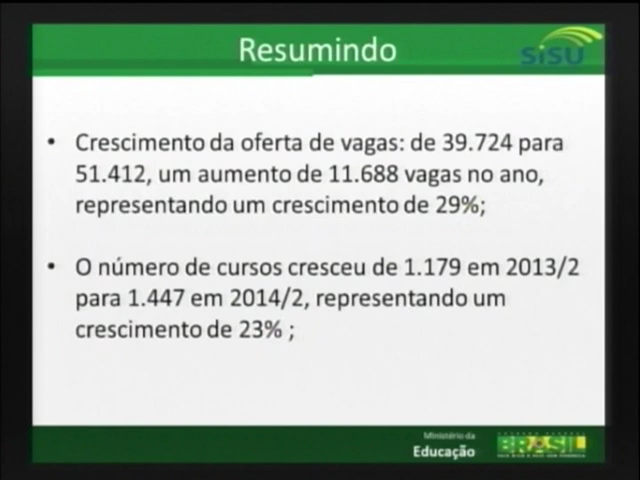 Resumindo
SiSU
• Crescimento da oferta de vagas: de 39.724 para
51.412, um aumento de 11.688 vagas no ano,
representando um crescimento de 29%;
• O número de cursos cresceu de 1.179 em 2013/2
para 1.447 em 2014/2, representando um
crescimento de 23% ;
Ministério da
Educação
BRASIL